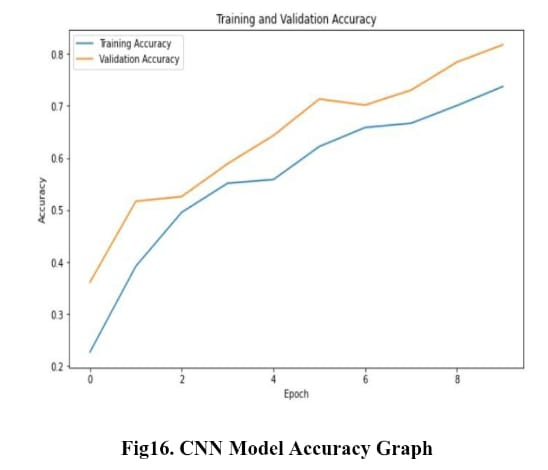 Training and Validation Accuracy
Training Accuracy
Validation Accuracy
0.8
0.7
0.6
0.5
0.4
0.3
0.2
Accuracy
0 2 4 6 8
Epoch
Fig16. CNN Model Accuracy Graph